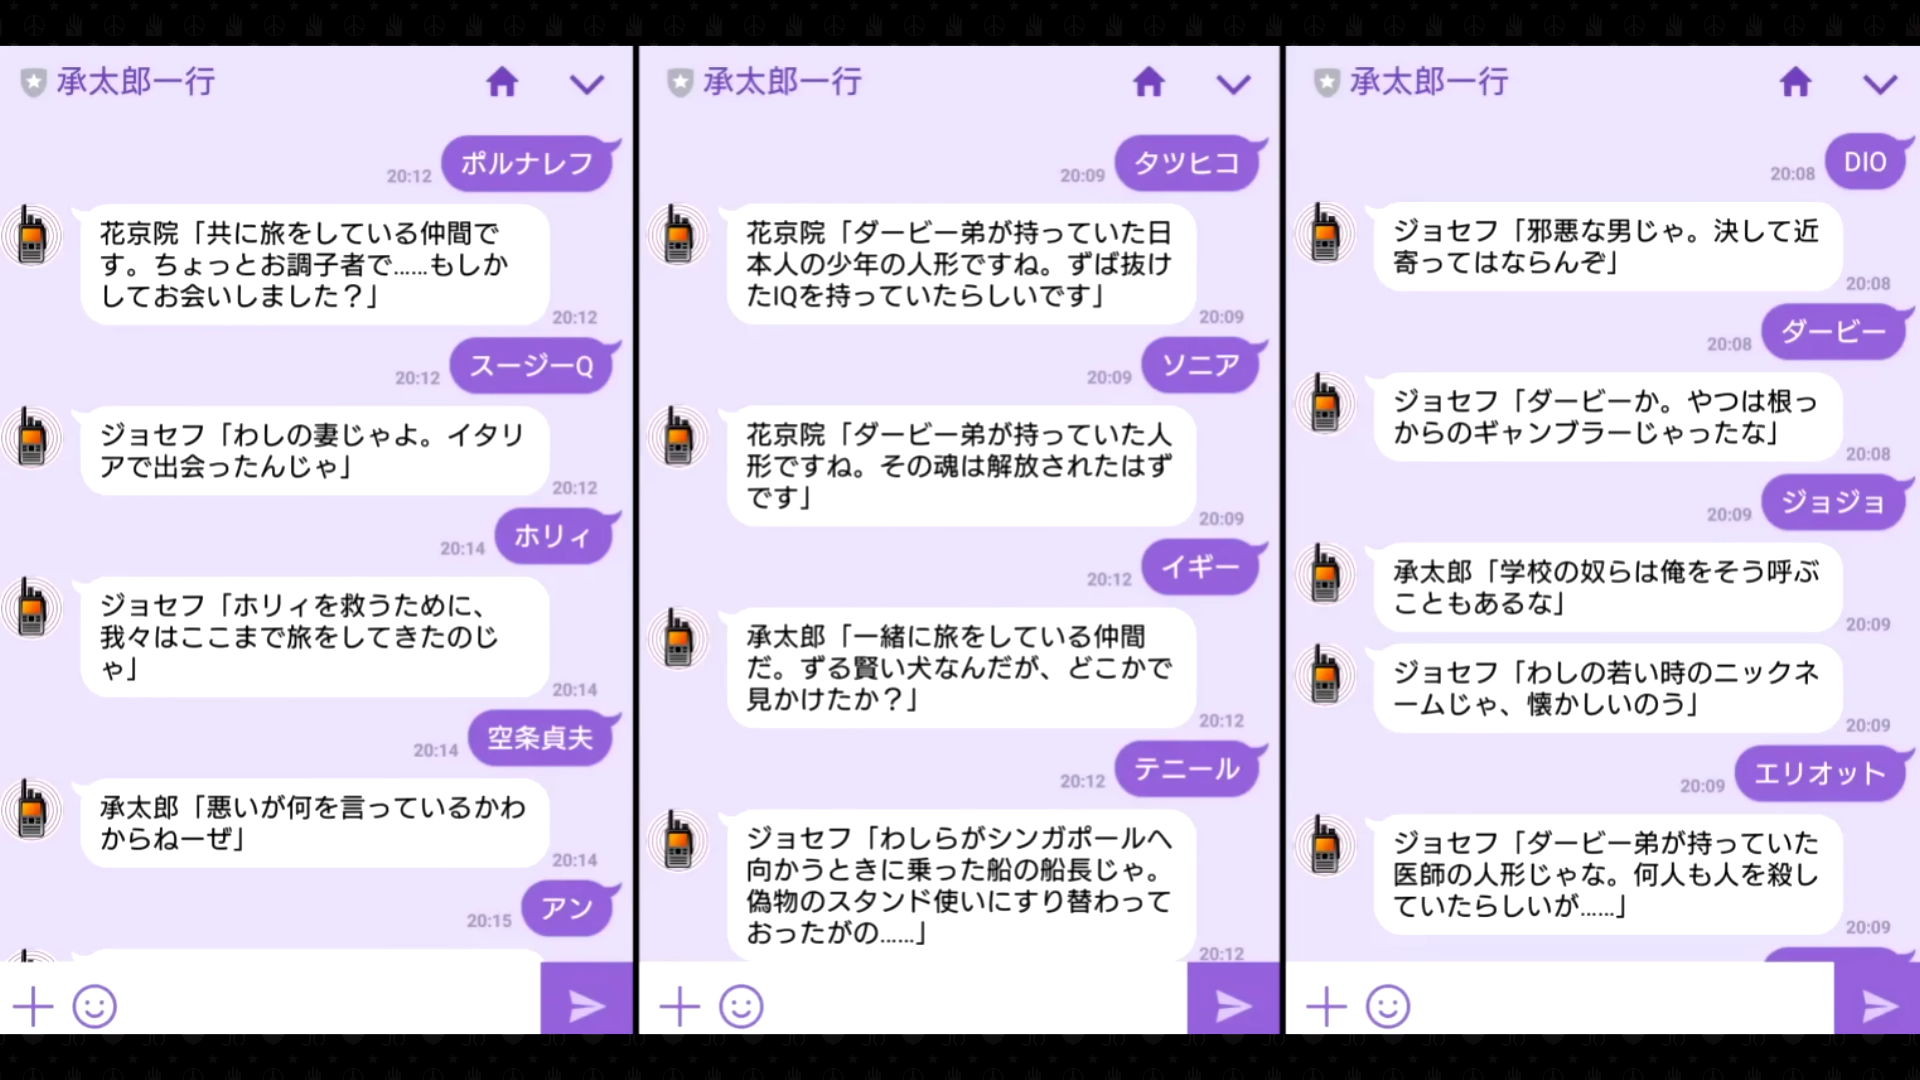 承太郎一行
ポルナレフ
20:12
花京院「共に旅をしている仲間で
す。ちょっとお調子者で……もしか
してお会いしました？」
20:12
スージーQ
20:12
ジョセフ「わしの妻じゃよ。イタリ
アで出会ったんじゃ」
20:12
ホリィ
20:14
ジョセフ「ホリィを救うために、
我々はここまで旅をしてきたのじ
ゃ」
20:14
空条貞夫
20:14
承太郎「悪いが何を言っているかわ
からねーぜ」
20:14
アン
20:15
承太郎一行
タツヒコ
20:09
花京院「ダービー弟が持っていた日
本人の少年の人形ですね。ずば抜け
たIQを持っていたらしいです」
20:09
ソニア
20:09
花京院「ダービー弟が持っていた人
形ですね。その魂は解放されたはず
です」
20:09
イギー
20:12
承太郎「一緒に旅をしている仲間
だ。ずる賢い犬なんだが、どこかで
見かけたか？」
20:12
テニール
20:12
ジョセフ「わしらがシンガポールへ
向かうときに乗った船の船長じゃ。
偽物のスタンド使いにすり替わって
おったがの……」
20:12
承太郎一行
DIO
20:08
ジョセフ「邪悪な男じゃ。決して近
寄ってはならんぞ」
20:08
ダービー
20:08
ジョセフ「ダービーか。やつは根っ
からのギャンブラーじゃったな」
20:08
ジョジョ
20:09
承太郎「学校の奴らは俺をそう呼ぶ
こともあるな」
20:09
ジョセフ「わしの若い時のニックネ
ームじゃ、懐かしいのう」
20:09
エリオット
20:09
ジョセフ「ダービー弟が持っていた
医師の人形じゃな。何人も人を殺し
ていたらしいが……」
20:09